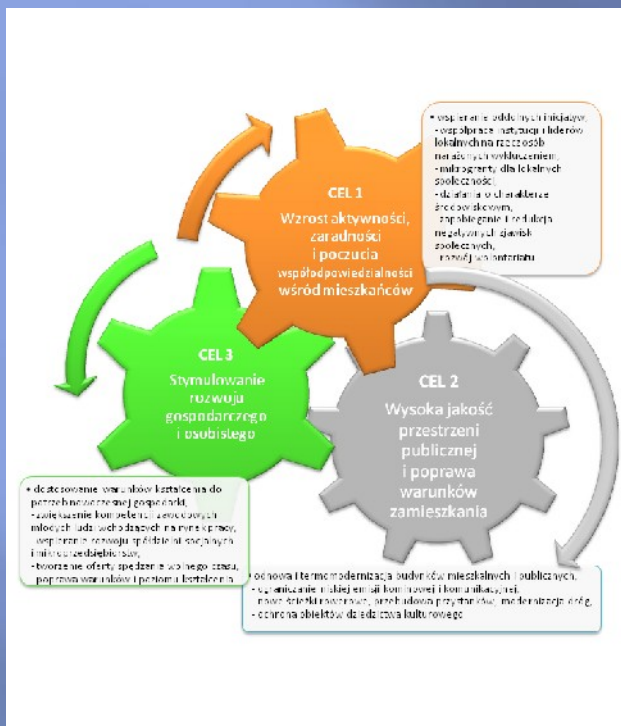 CEL 1
Wzrost aktywności,
zaradności
i poczucia
współodpowiedzialności
wśród mieszkańców
• wspieranie oddolnych inicjatyw,
- współpraca instytucji i liderów
lokalnych na rzecz osób
narażonych wykluczeniem,
- mikrogranty dla lokalnych
społeczności,
- działania o charakterze
środowiskowym,
- zapobieganie i redukcja
negatywnych zjawisk
społecznych,
- rozwój wolontariatu
CEL 3
Stymulowanie
rozwoju
gospodarczego
i osobistego
CEL 2
Wysoka jakość
przestrzeni
publicznej
i poprawa
warunków
zamieszkania
• dostosowanie warunków kształcenia do
potrzeb nowoczesnej gospodarki,
- zwiększenie kompetencji zawodowych
młodych ludzi wchodzących na rynek pracy,
- wspieranie rozwoju spółdzielni socjalnych
i mikroprzedsiębiorstw,
- tworzenie oferty spędzania wolnego czasu,
- poprawa warunków i poziomu kształcenia
• odnowa i termomodernizacja budynków mieszkalnych i publicznych,
- ograniczanie niskiej emisji kominowej i komunikacyjnej,
- nowe ścieżki rowerowe, przebudowa przystanków, modernizacja dróg,
- ochrona obiektów dziedzictwa kulturowego